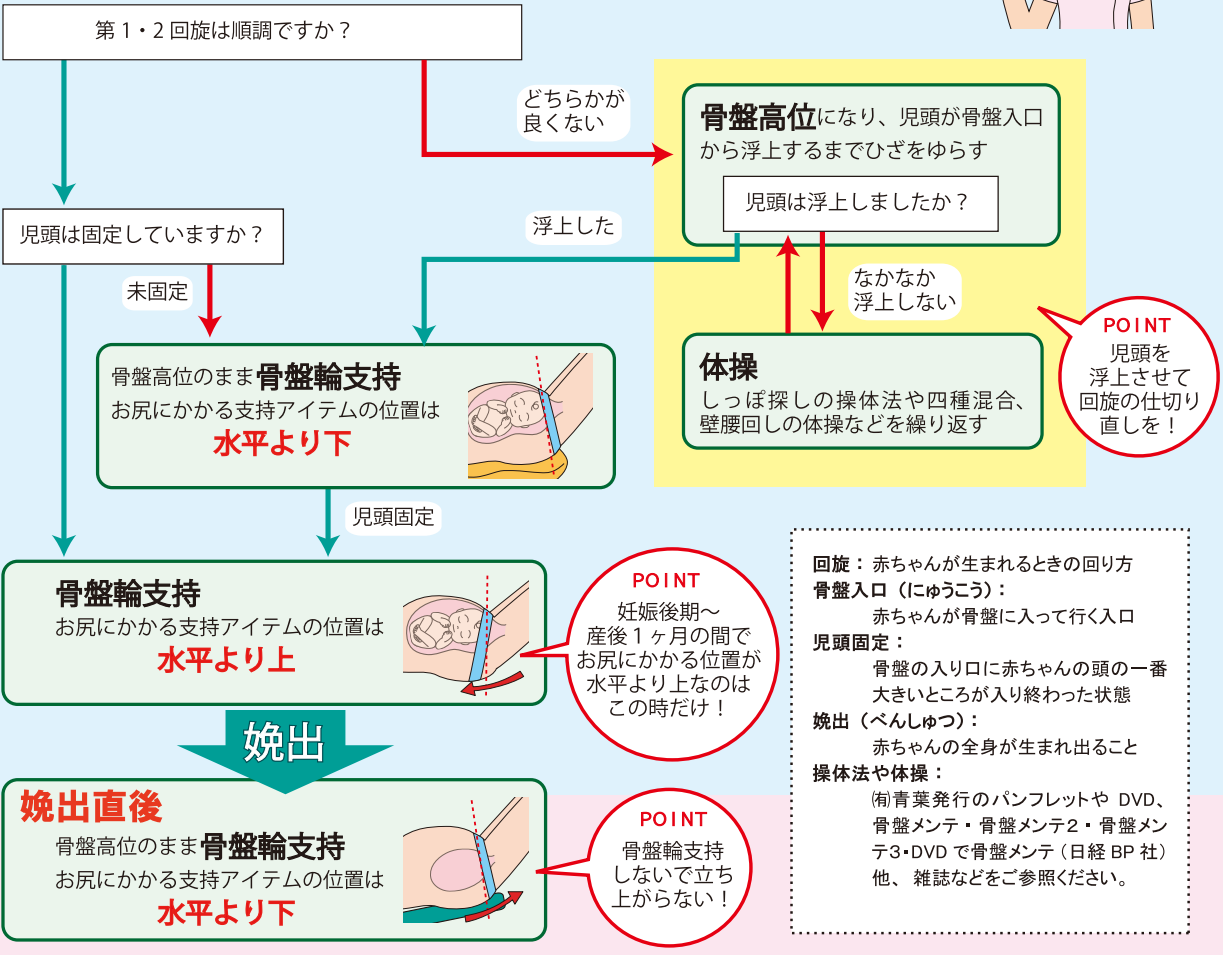 第1・2回旋は順調ですか？
どちらかが
良くない
骨盤高位になり、児頭が骨盤入口
から浮上するまでひざをゆらす
児頭は浮上しましたか？
児頭は固定していますか？
浮上した
未固定
なかなか
浮上しない
体操
しっぽ探しの操体法や四種混合、
壁腰回しの体操などを繰り返す
POINT
児頭を
浮上させて
回旋の仕切り
直しを！
骨盤高位のまま骨盤輪支持
お尻にかかる支持アイテムの位置は
水平より下
児頭固定
骨盤輪支持
お尻にかかる支持アイテムの位置は
水平より上
POINT
妊娠後期～
産後1ヶ月の間で
お尻にかかる位置が
水平より上なのは
この時だけ！
娩出
娩出直後
骨盤高位のまま骨盤輪支持
お尻にかかる支持アイテムの位置は
水平より下
POINT
骨盤輪支持
しないで立ち
上がらない！
回旋：赤ちゃんが生まれるときの回り方
骨盤入口（にゅうこう）：
赤ちゃんが骨盤に入って行く入口
児頭固定：
骨盤の入り口に赤ちゃんの頭の一番
大きいところが入り終わった状態
娩出（べんしゅつ）：
赤ちゃんの全身が生まれ出ること
操体法や体操：
㈲青葉発行のパンフレットや DVD、
骨盤メンテ・骨盤メンテ2・骨盤メン
テ3・DVDで骨盤メンテ（日経BP社）
他、雑誌などをご参照ください。